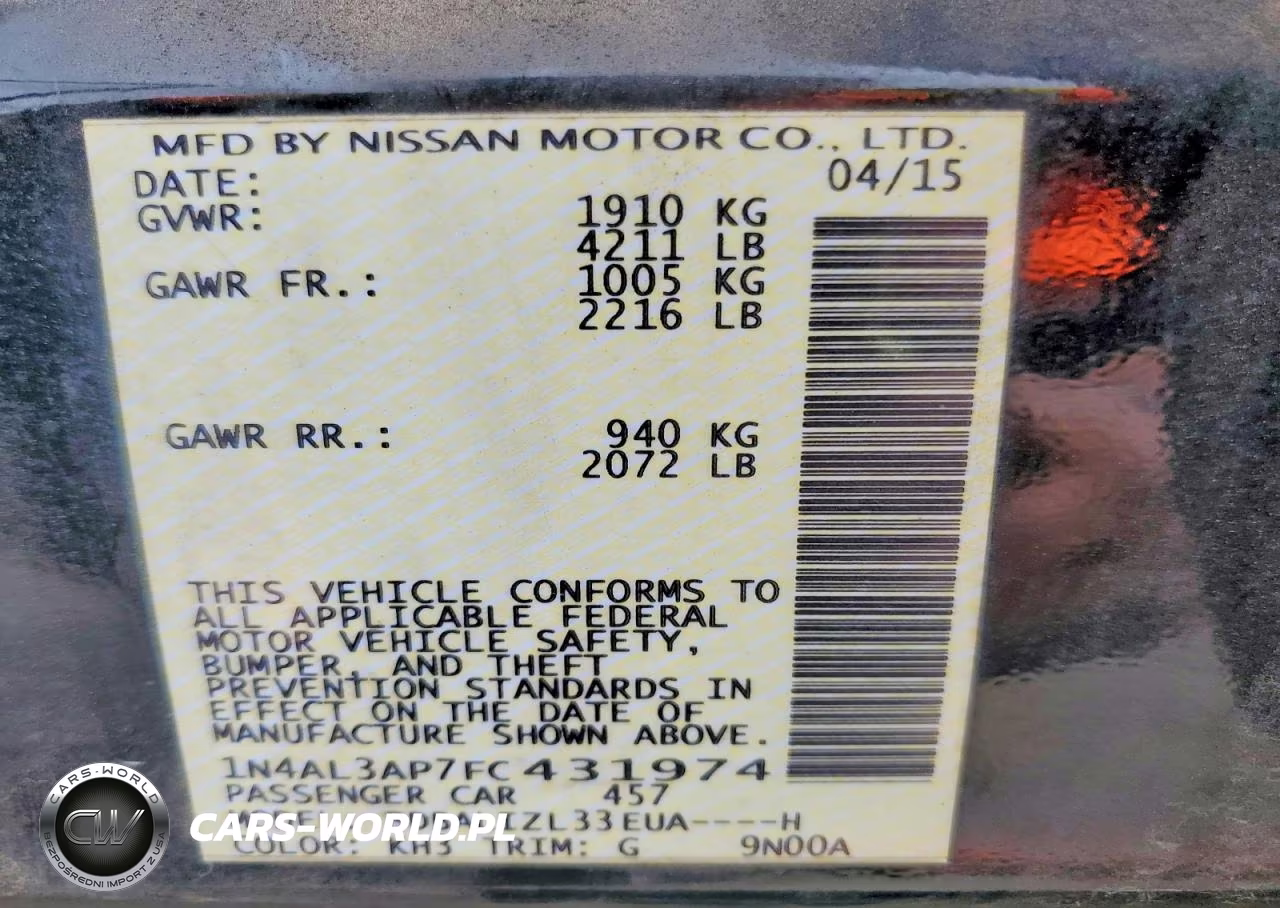 MFD BY NISSAN MOTOR CO., LTD.
DATE: 04/15
GVWR: 1910 KG
4211 LB
GAWR FR.: 1005 KG
2216 LB
GAWR RR.: 940 KG
2072 LB
THIS VEHICLE CONFORMS TO
ALL APPLICABLE FEDERAL
MOTOR VEHICLE SAFETY,
BUMPER, AND THEFT
PREVENTION STANDARDS IN
EFFECT ON THE DATE OF
MANUFACTURE SHOWN ABOVE.
1N4AL3AP7FC431974
PASSENGER CAR 457
COLOR: KH3 TRIM: G 9N00A
CARS-WORLD
CW
BEZPOŚREDNI IMPORT Z USA
CARS-WORLD.PL